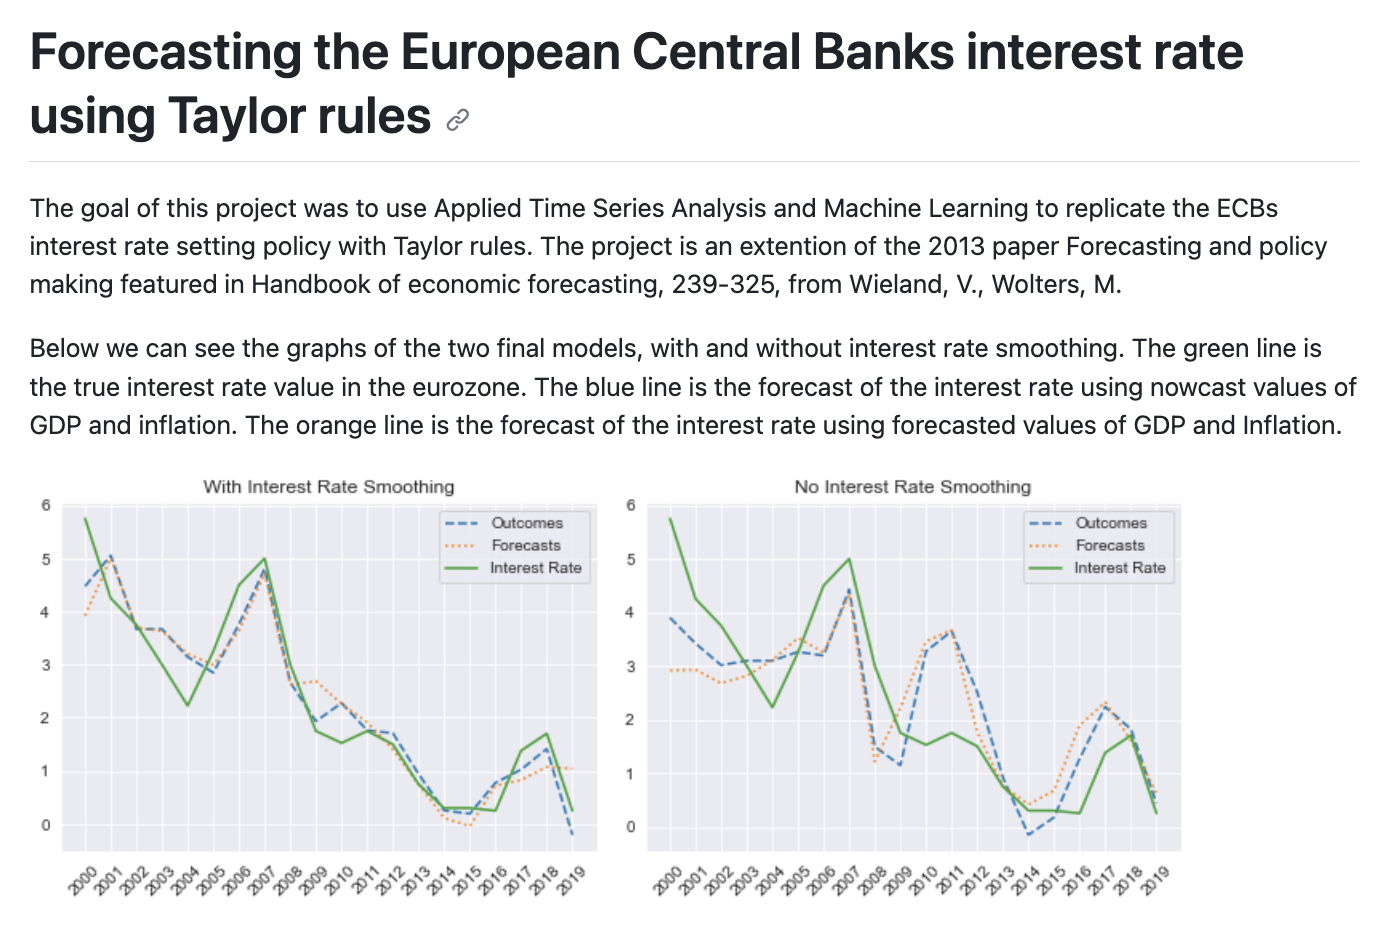 Forecasting the European Central Banks interest rate
using Taylor rules
The goal of this project was to use Applied Time Series Analysis and Machine Learning to replicate the ECBs
interest rate setting policy with Taylor rules. The project is an extention of the 2013 paper Forecasting and policy
making featured in Handbook of economic forecasting, 239-325, from Wieland, V., Wolters, M.
Below we can see the graphs of the two final models, with and without interest rate smoothing. The green line is
the true interest rate value in the eurozone. The blue line is the forecast of the interest rate using nowcast values of
GDP and inflation. The orange line is the forecast of the interest rate using forecasted values of GDP and Inflation.
With Interest Rate Smoothing
6
5
4
3
2
1
0
Outcomes
Forecasts
Interest Rate
2000 2001 2002 2003 2004 2005 2006 2007 2008 2009 2010 2011 2012 2013 2014 2015 2016 2017 2018 2019
No Interest Rate Smoothing
6
5
4
3
2
1
0
Outcomes
Forecasts
Interest Rate
2000 2001 2002 2003 2004 2005 2006 2007 2008 2009 2010 2011 2012 2013 2014 2015 2016 2017 2018 2019